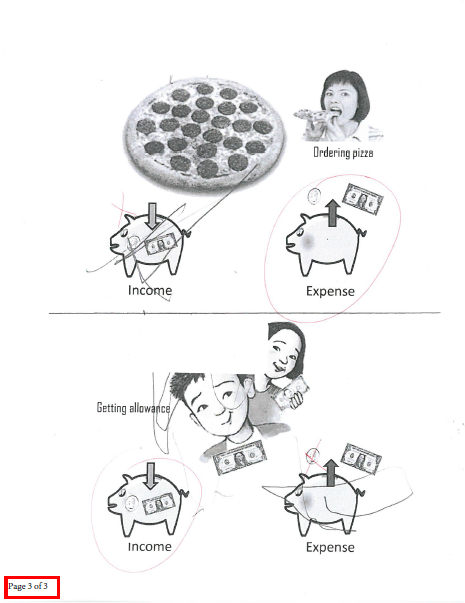 Ordering pizza
Income
Expense
Getting allowance
Income
Expense
Page 3 of 3